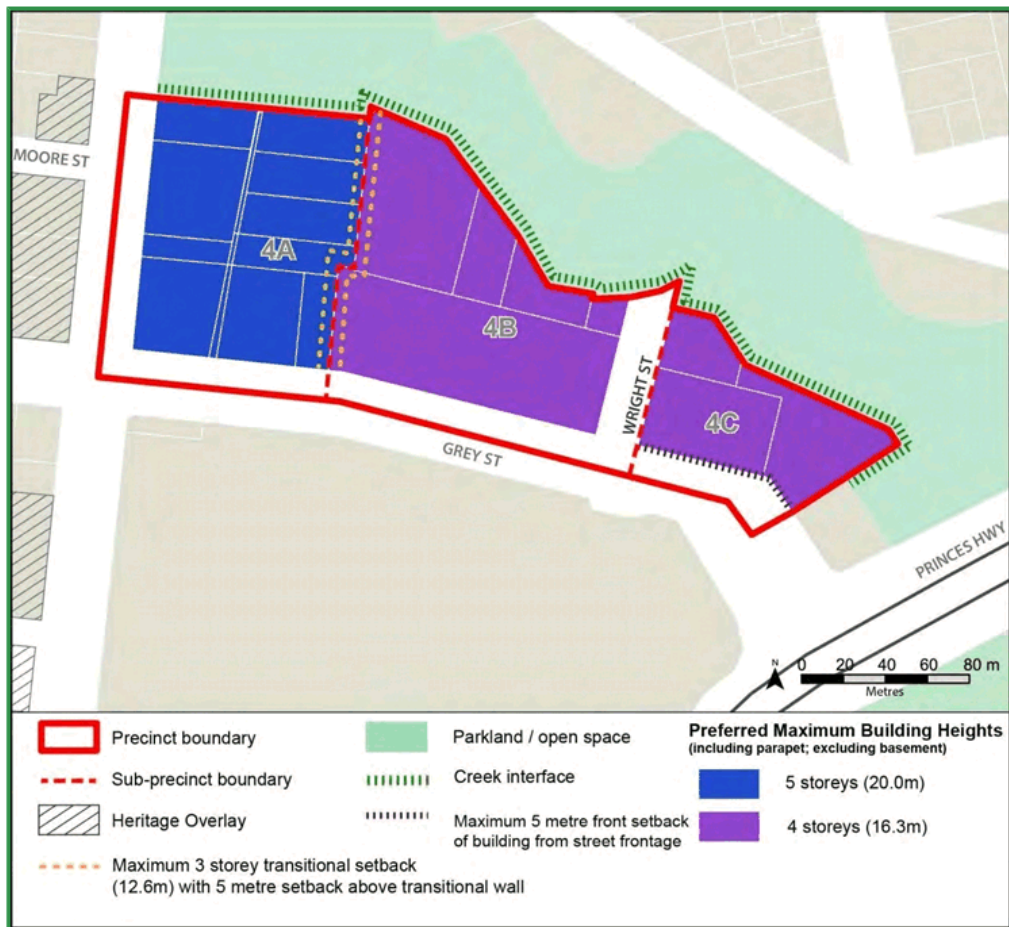 MOORE ST
4A
4B
WRIGHT ST
4C
GREY ST
PRINCES HWY
N
0 20 40 60 80 m
Metres
Precinct boundary
Sub-precinct boundary
Heritage Overlay
Maximum 3 storey transitional setback
(12.6m) with 5 metre setback above transitional wall
Parkland / open space
Creek interface
Maximum 5 metre front setback
of building from street frontage
Preferred Maximum Building Heights
(including parapet; excluding basement)
5 storeys (20.0m)
4 storeys (16.3m)